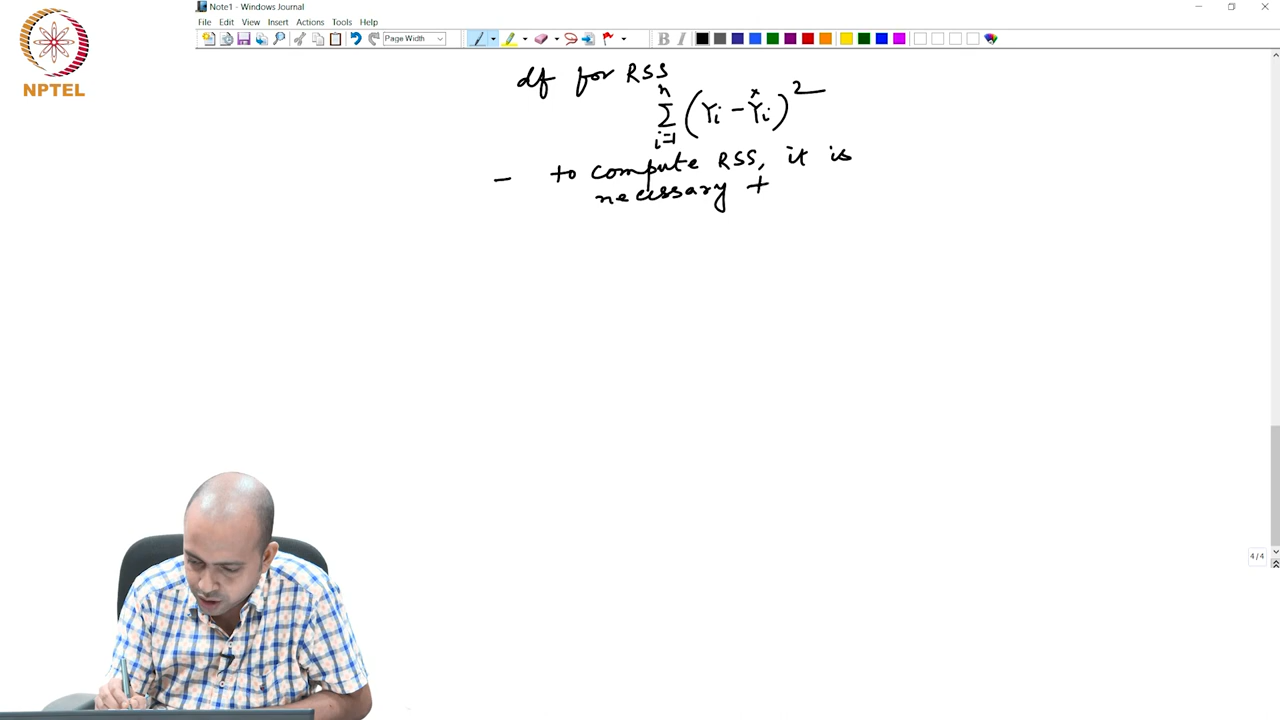 Note1 - Windows Journal
File Edit View Insert Actions Tools Help
Page Width
B I
NPTEL
df for RSS
n
∑ (Yi - Ŷi)²
i=1
- to compute RSS, it is
necessary t
4/4